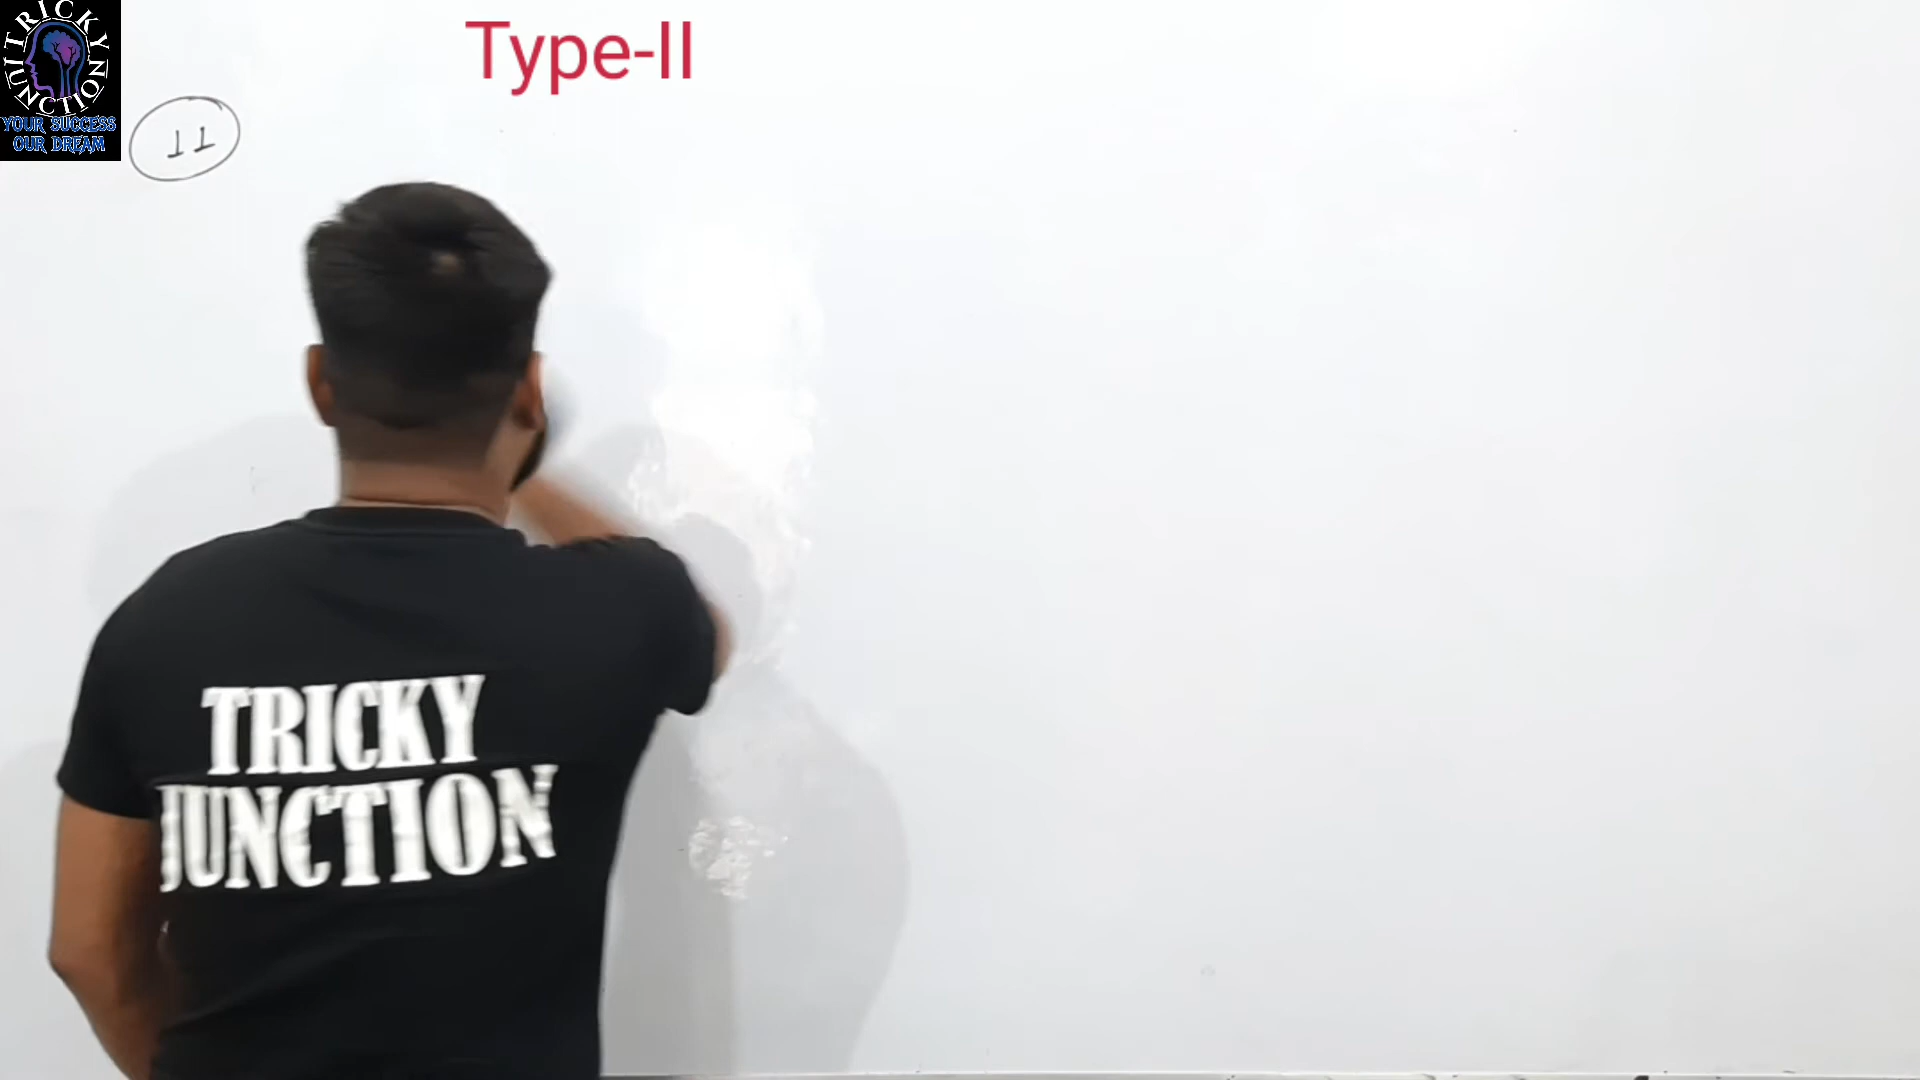 TRICKY JUNCTION
YOUR SUCCESS
OUR DREAM
Type-II
11
TRICKY
JUNCTION